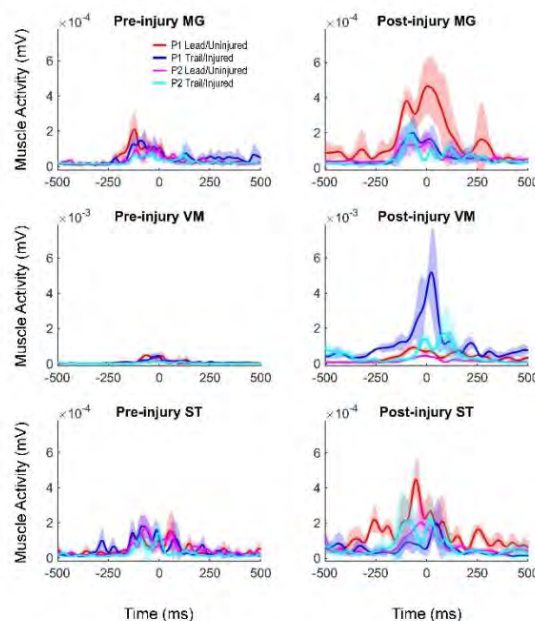 Pre-injury MG
Post-injury MG
×10⁻⁴
×10⁻⁴
Muscle Activity (mV)
6
4
2
0
P1 Lead/Uninjured
P1 Trail/Injured
P2 Lead/Uninjured
P2 Trail/Injured
6
4
2
0
-500 -250 0 250 500
-500 -250 0 250 500
Pre-injury VM
Post-injury VM
×10⁻³
×10⁻³
Muscle Activity (mV)
6
4
2
0
6
4
2
0
-500 -250 0 250 500
-500 -250 0 250 500
Pre-injury ST
Post-injury ST
×10⁻⁴
×10⁻⁴
Muscle Activity (mV)
6
4
2
0
6
4
2
0
-500 -250 0 250 500
-500 -250 0 250 500
Time (ms)
Time (ms)